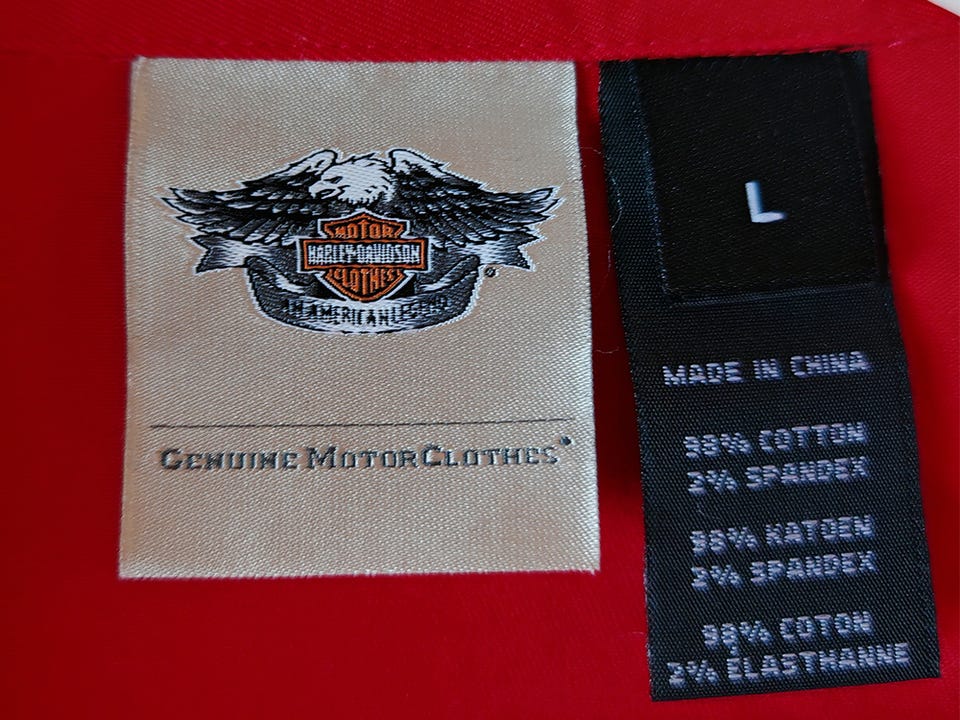 MOTOR
HARLEY-DAVIDSON
CLOTHES
AN AMERICAN LEGEND
®
GENUINE MOTORCLOTHES®
L
MADE IN CHINA
98% COTTON
2% SPANDEX
98% KATOEN
2% SPANDEX
98% COTON
2% ÉLASTHANNE